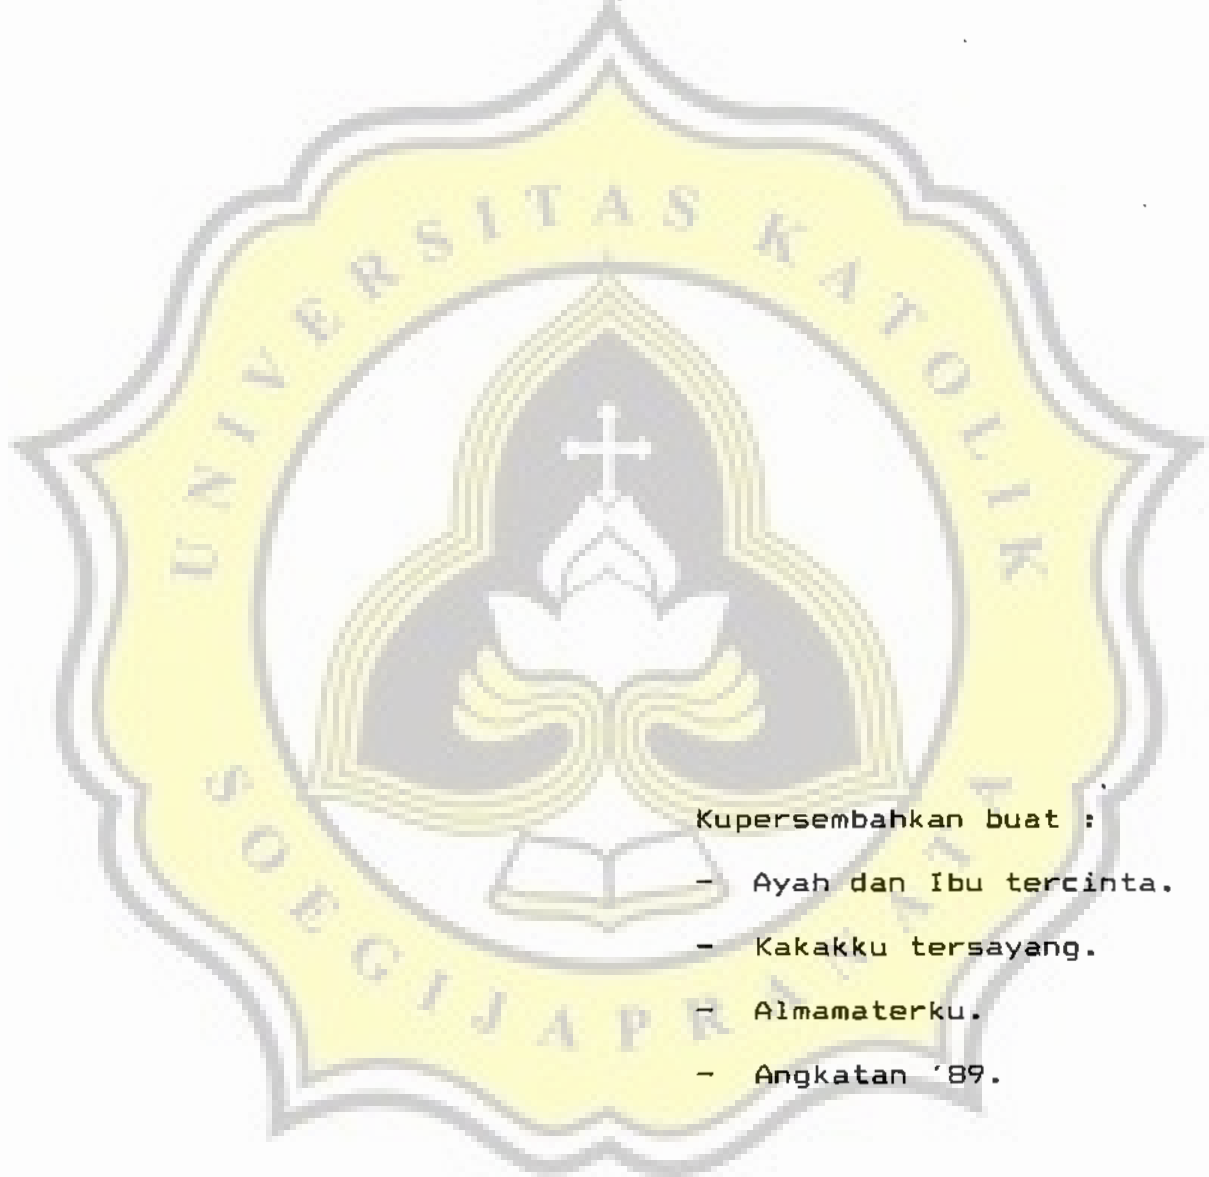 UNIVERSITAS KATOLIK
SOEGIJAPRANATA
Kupersembahkan buat :
- Ayah dan Ibu tercinta.
- Kakakku tersayang.
- Almamaterku.
- Angkatan '89.